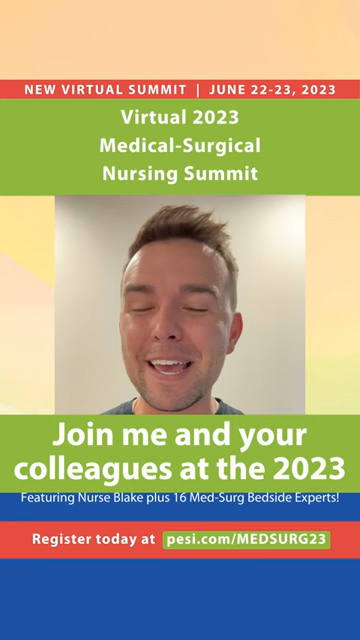 NEW VIRTUAL SUMMIT | JUNE 22-23, 2023
Virtual 2023
Medical-Surgical
Nursing Summit
Join me and your
colleagues at the 2023
Featuring Nurse Blake plus 16 Med-Surg Bedside Experts!
Register today at pesi.com/MEDSURG23